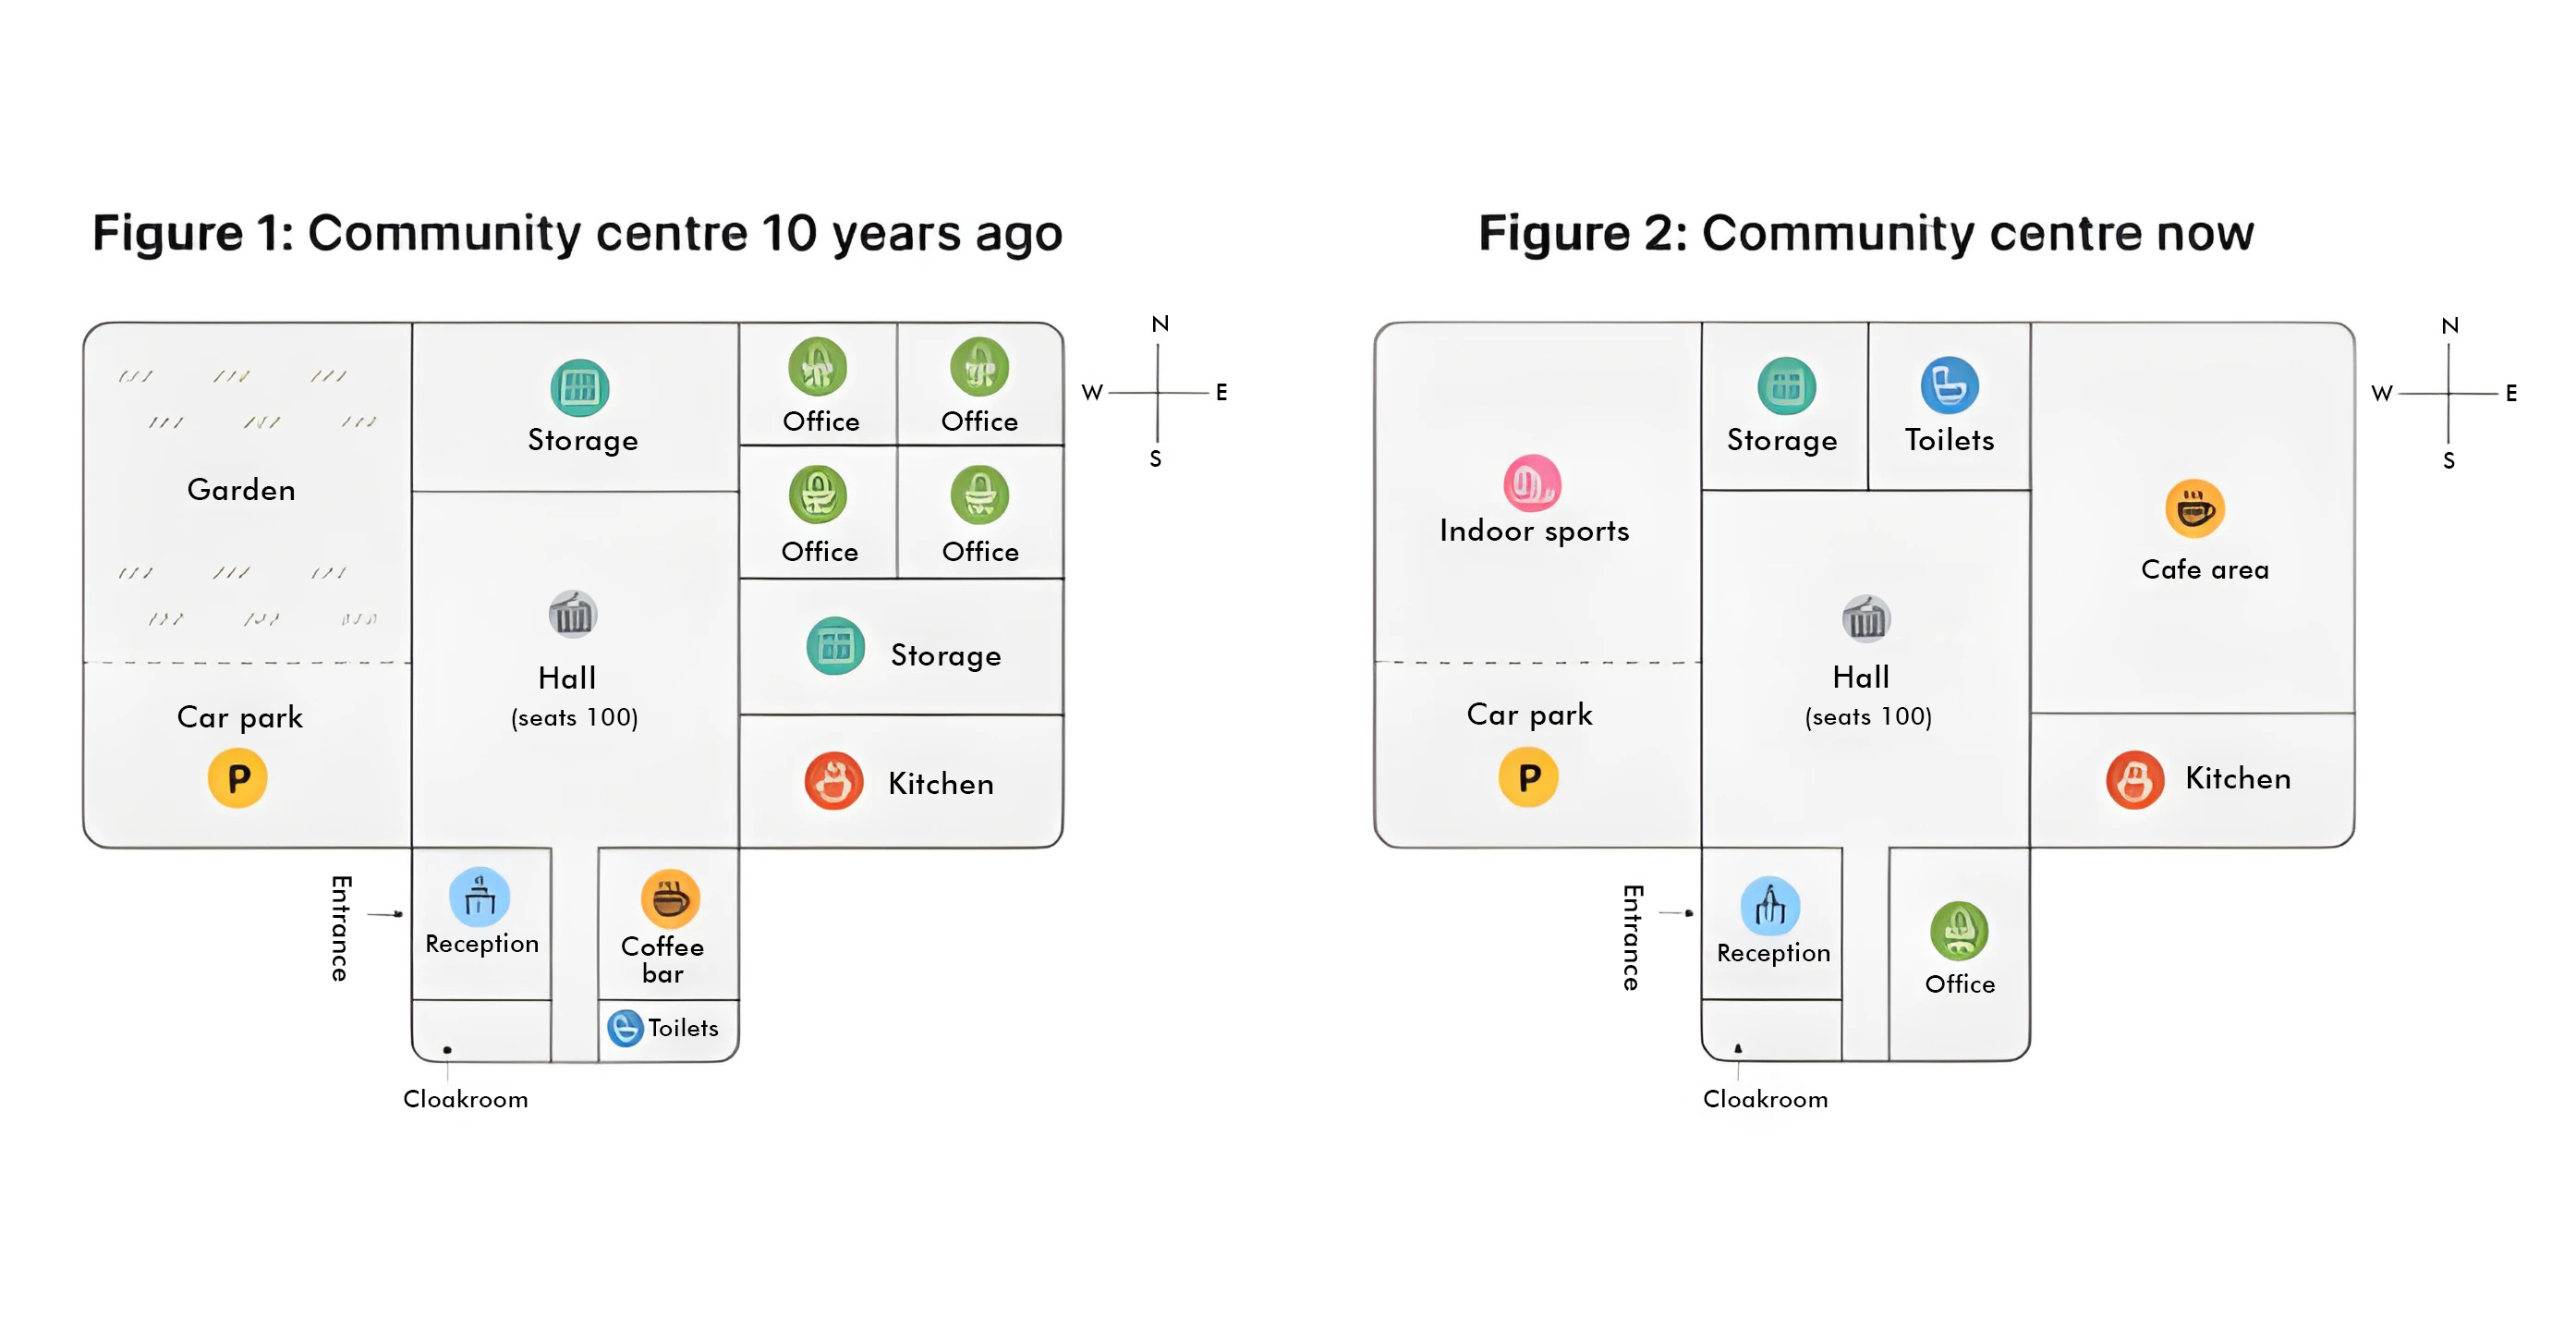 Figure 1: Community centre 10 years ago
N
W
E
S
Garden
Storage
Office
Office
Office
Office
Storage
Hall
(seats 100)
Car park
P
Kitchen
Entrance
Reception
Coffee
bar
Toilets
Cloakroom
Figure 2: Community centre now
N
W
E
S
Storage
Toilets
Indoor sports
Cafe area
Hall
(seats 100)
Car park
P
Kitchen
Entrance
Reception
Office
Cloakroom